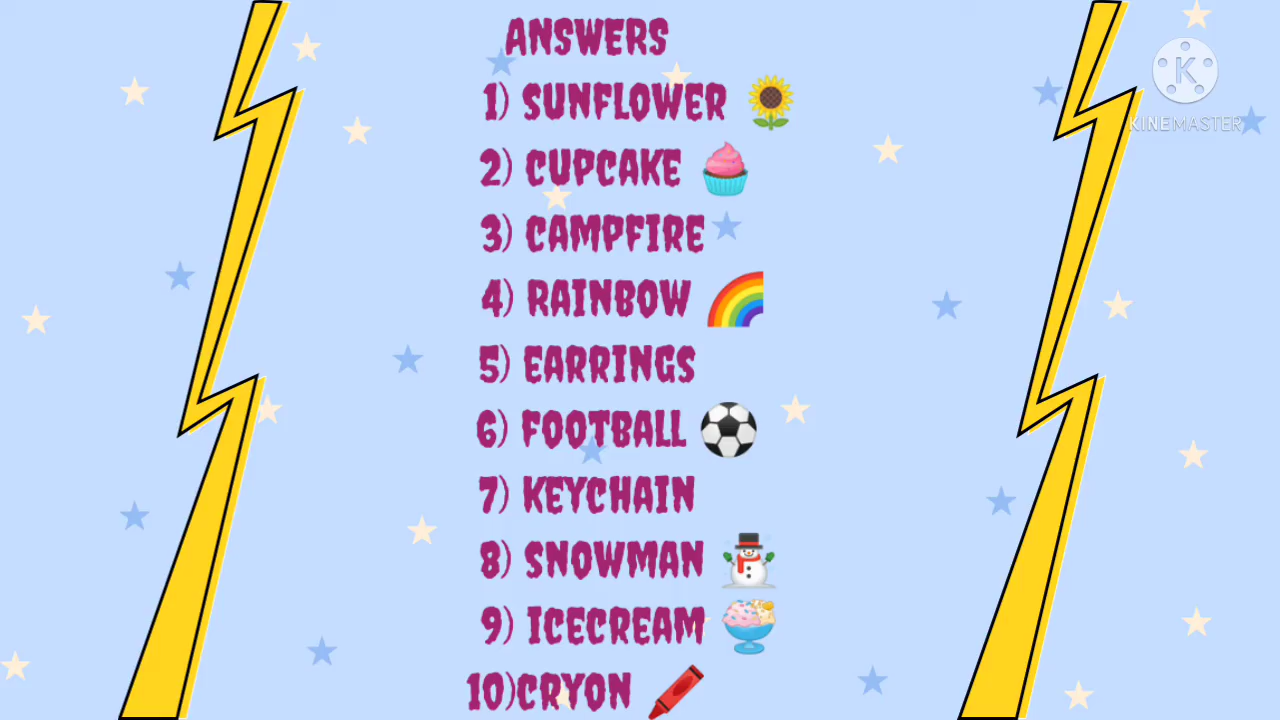 ANSWERS
1) SUNFLOWER 🌻
2) CUPCAKE 🧁
3) CAMPFIRE
4) RAINBOW 🌈
5) EARRINGS
6) FOOTBALL ⚽
7) KEYCHAIN
8) SNOWMAN ☃️
9) ICECREAM 🍨
10)CRYON 🖍️
K
KINEMASTER